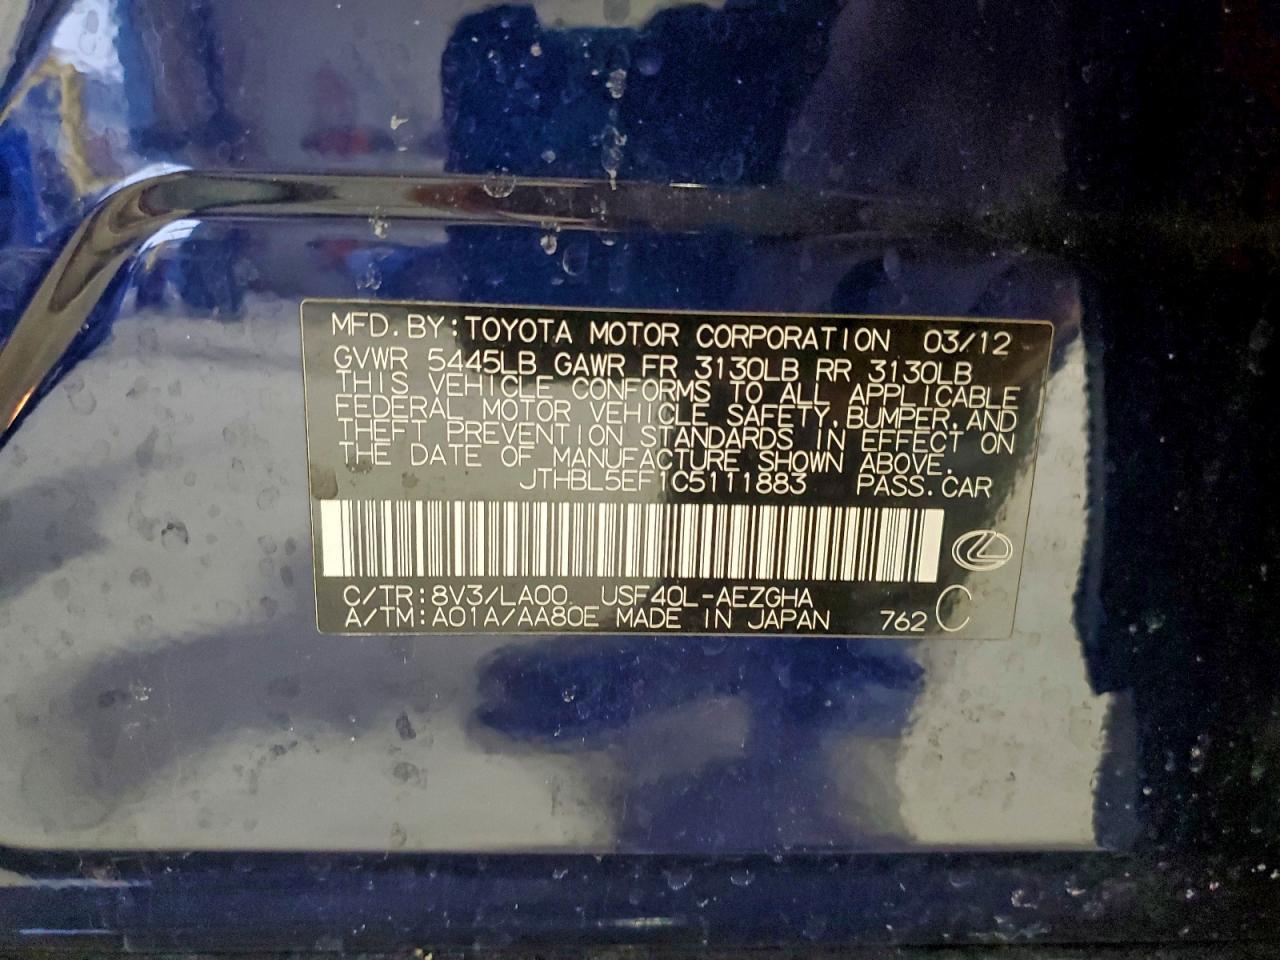 MFD. BY: TOYOTA MOTOR CORPORATION 03/12
GVWR 5445LB GAWR FR 3130LB RR 3130LB
THIS VEHICLE CONFORMS TO ALL APPLICABLE
FEDERAL MOTOR VEHICLE SAFETY, BUMPER, AND
THEFT PREVENTION STANDARDS IN EFFECT ON
THE DATE OF MANUFACTURE SHOWN ABOVE.
JTHBL5EF1C5111883 PASS. CAR
C/TR: 8V3/LA00 USF40L-AEZGHA
A/TM: A01A/AA80E MADE IN JAPAN 762 C